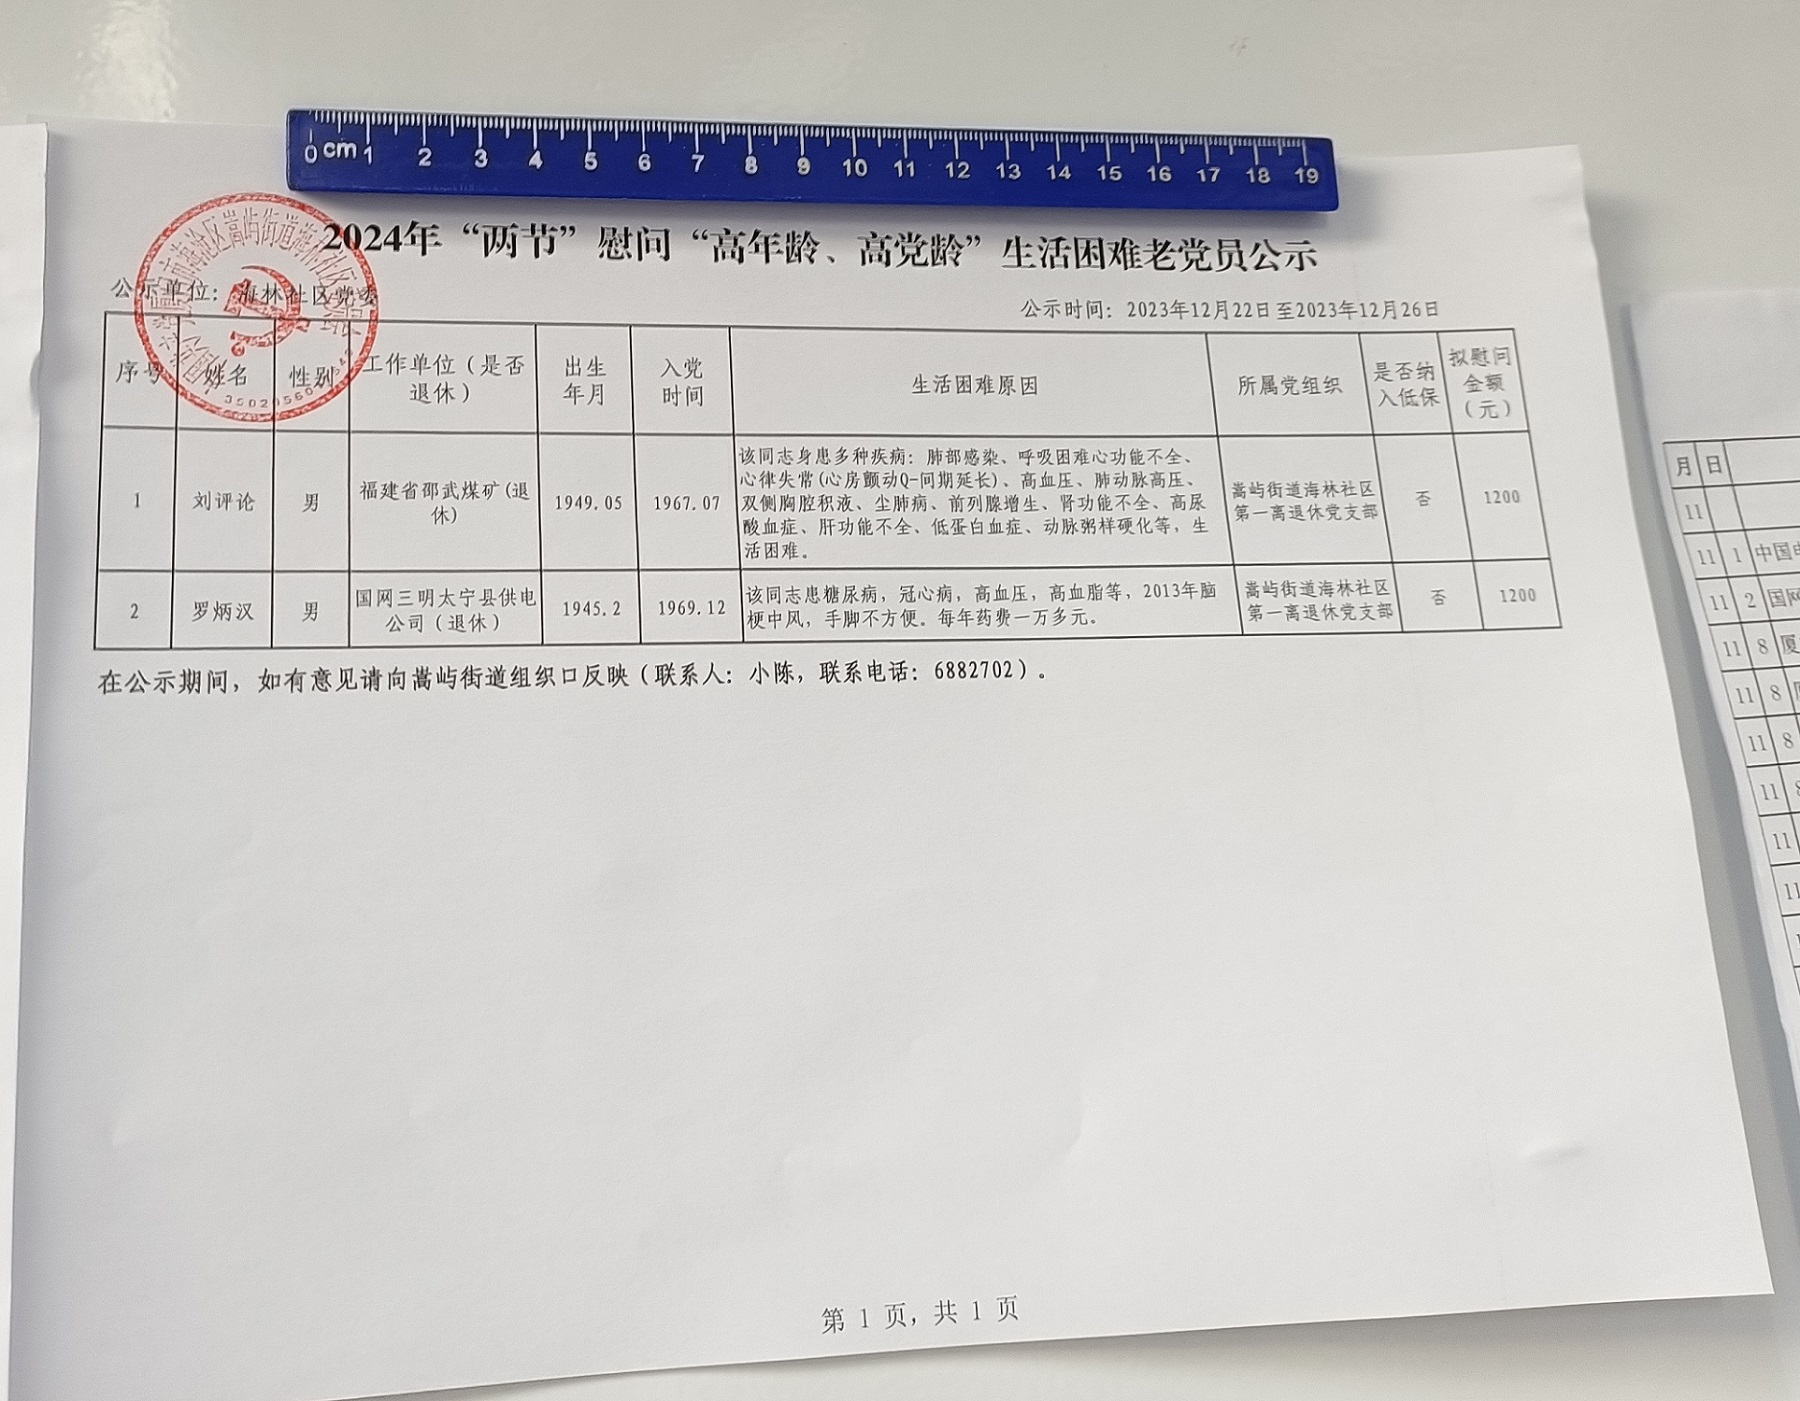 0 cm 1 2 3 4 5 6 7 8 9 10 11 12 13 14 15 16 17 18 19
2024年“两节”慰问“高年龄、高党龄”生活困难老党员公示
公示单位：海林社区党委
公示时间：2023年12月22日至2023年12月26日
序号 姓名 性别 工作单位（是否退休） 出生年月 入党时间 生活困难原因 所属党组织 是否纳入低保 拟慰问金额（元）
1 刘评论 男 福建省邵武煤矿(退休) 1949.05 1967.07
该同志身患多种疾病：肺部感染、呼吸困难心功能不全、
心律失常(心房颤动Q-间期延长)、高血压、肺动脉高压、
双侧胸腔积液、尘肺病、前列腺增生、肾功能不全、高尿
酸血症、肝功能不全、低蛋白血症、动脉粥样硬化等，生
活困难。
嵩屿街道海林社区
第一离退休党支部
否 1200
2 罗炳汉 男 国网三明太宁县供电公司（退休） 1945.2 1969.12
该同志患糖尿病，冠心病，高血压，高血脂等，2013年脑
梗中风，手脚不方便。每年药费一万多元。
嵩屿街道海林社区
第一离退休党支部
否 1200
在公示期间，如有意见请向嵩屿街道组织口反映（联系人：小陈，联系电话：6882702）。
第 1 页，共 1 页
月 日
11
11 1 中国
11 2 国网
11 8 厦
11 8
11 8
11
11
11